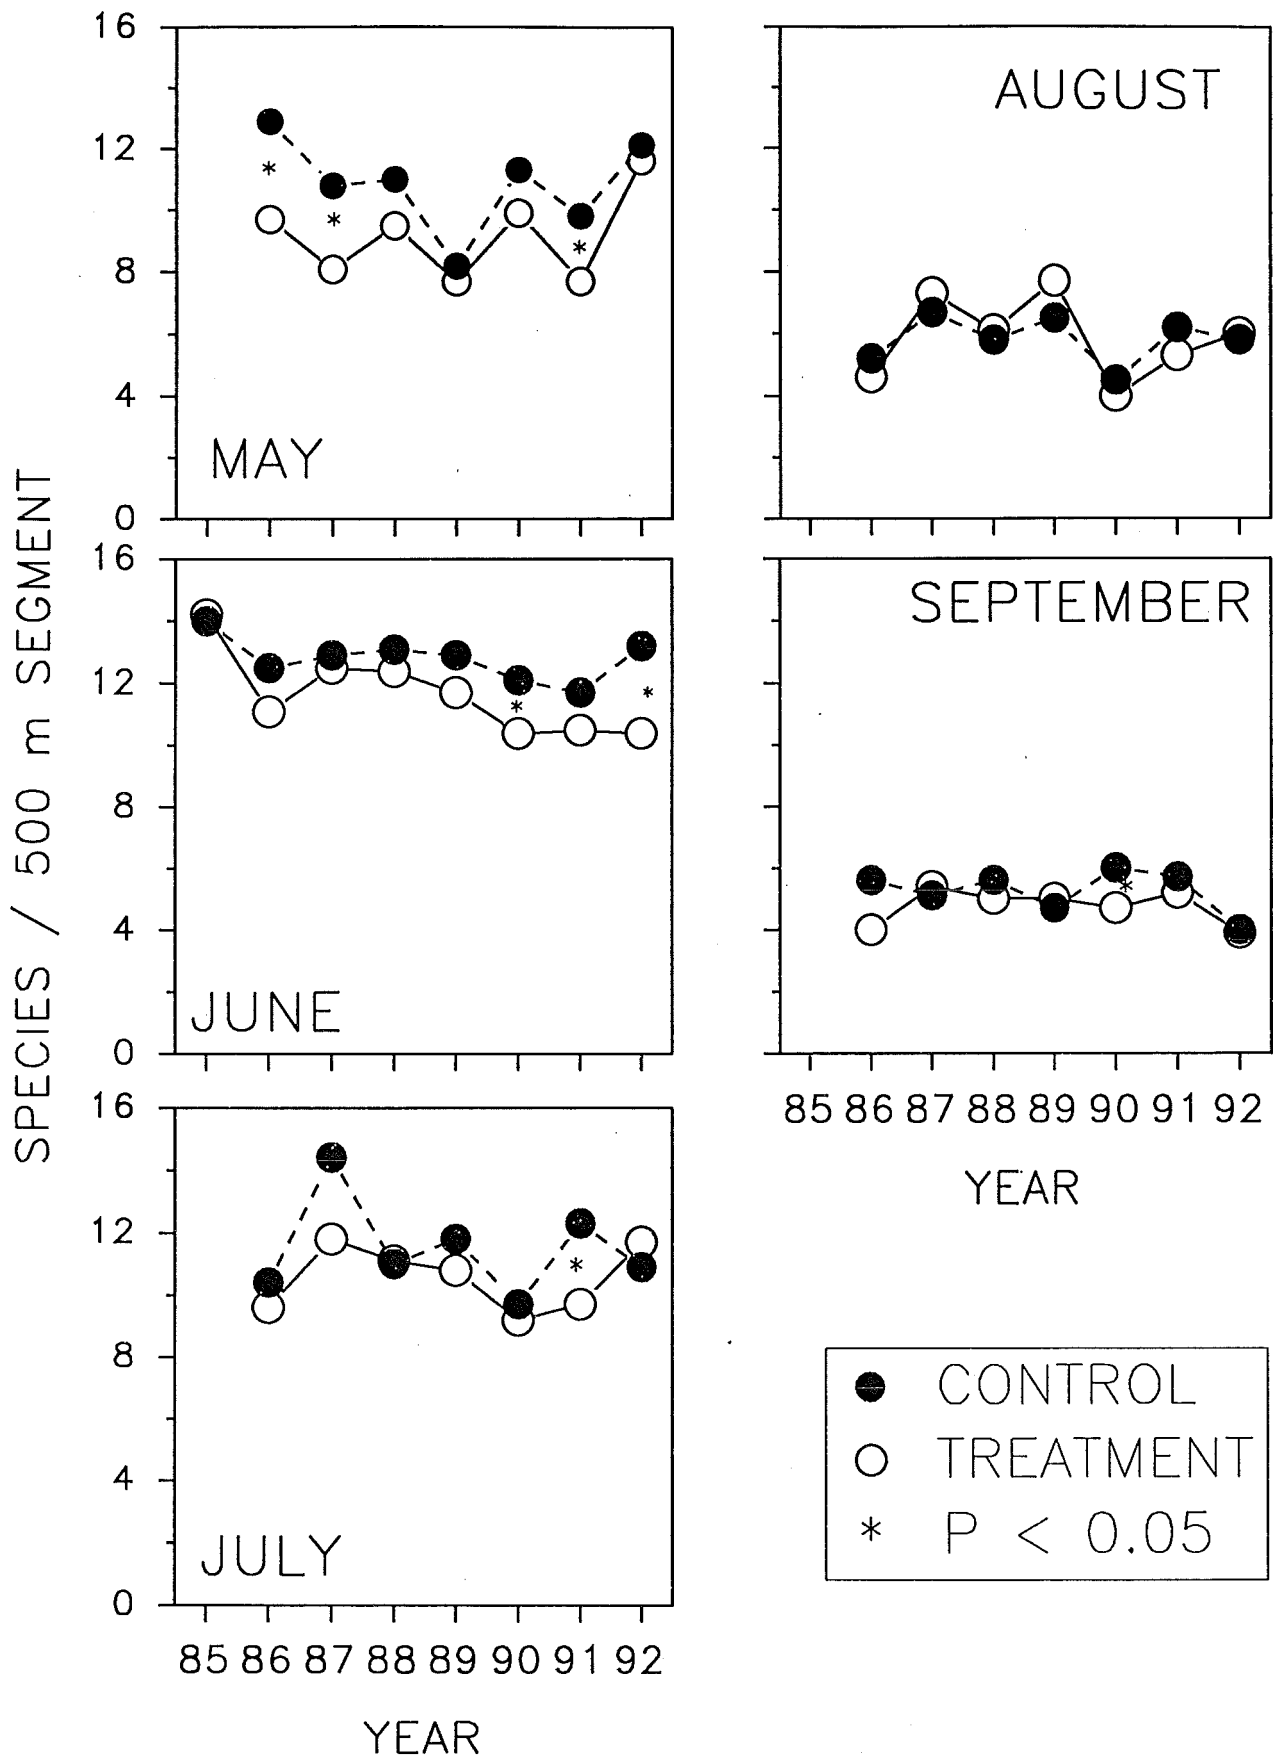 SPECIES / 500 m SEGMENT
16
12
8
4
0
*
*
*
MAY
16
12
8
4
0
*
*
JUNE
16
12
8
4
0
*
JULY
85 86 87 88 89 90 91 92
YEAR
AUGUST
SEPTEMBER
*
85 86 87 88 89 90 91 92
YEAR
CONTROL
TREATMENT
* P < 0.05